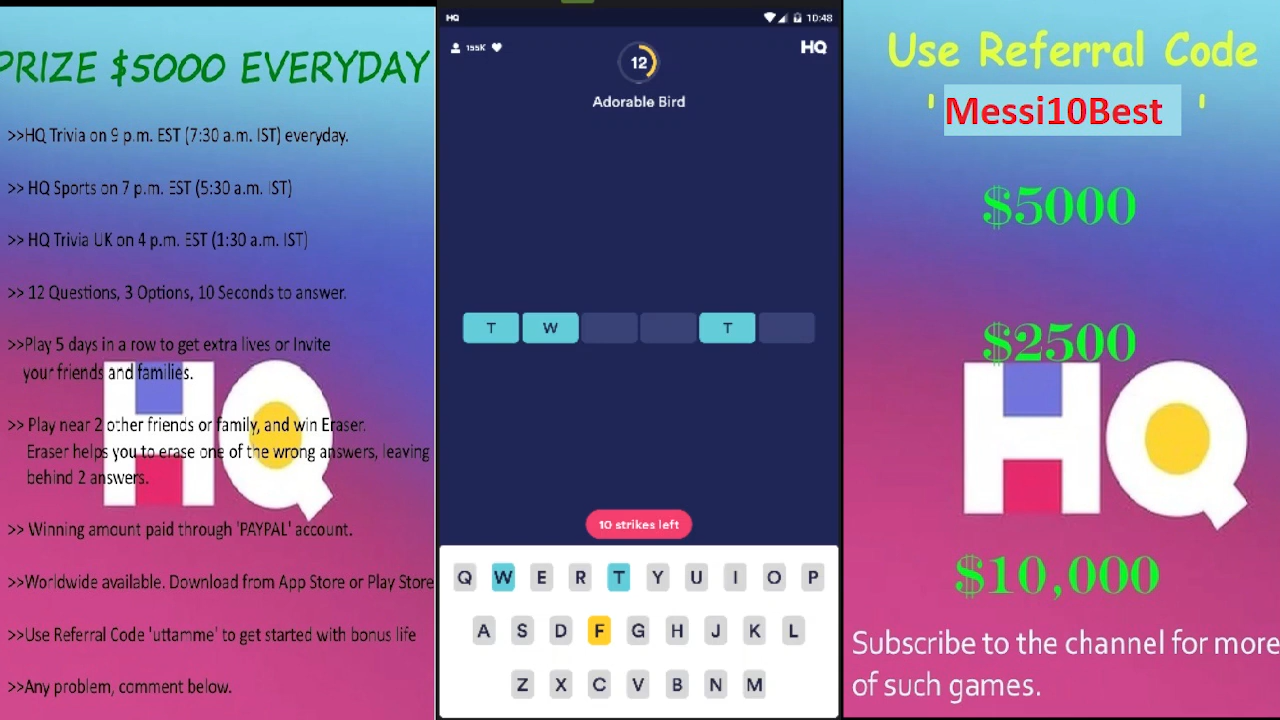 PRIZE $5000 EVERYDAY
>>HQ Trivia on 9 p.m. EST (7:30 a.m. IST) everyday.
>> HQ Sports on 7 p.m. EST (5:30 a.m. IST)
>> HQ Trivia UK on 4 p.m. EST (1:30 a.m. IST)
>> 12 Questions, 3 Options, 10 Seconds to answer.
>>Play 5 days in a row to get extra lives or Invite
your friends and families.
>> Play near 2 other friends or family, and win Eraser.
Eraser helps you to erase one of the wrong answers, leaving
behind 2 answers.
>> Winning amount paid through 'PAYPAL' account.
>>Worldwide available. Download from App Store or Play Store
>>Use Referral Code 'uttamme' to get started with bonus life
>>Any problem, comment below.
HQ
HQ 10:48
155K HQ
12
Adorable Bird
T W T
10 strikes left
Q W E R T Y U I O P
A S D F G H J K L
Z X C V B N M
Use Referral Code
' Messi10Best '
$5000
$2500
HQ
$10,000
Subscribe to the channel for more
of such games.